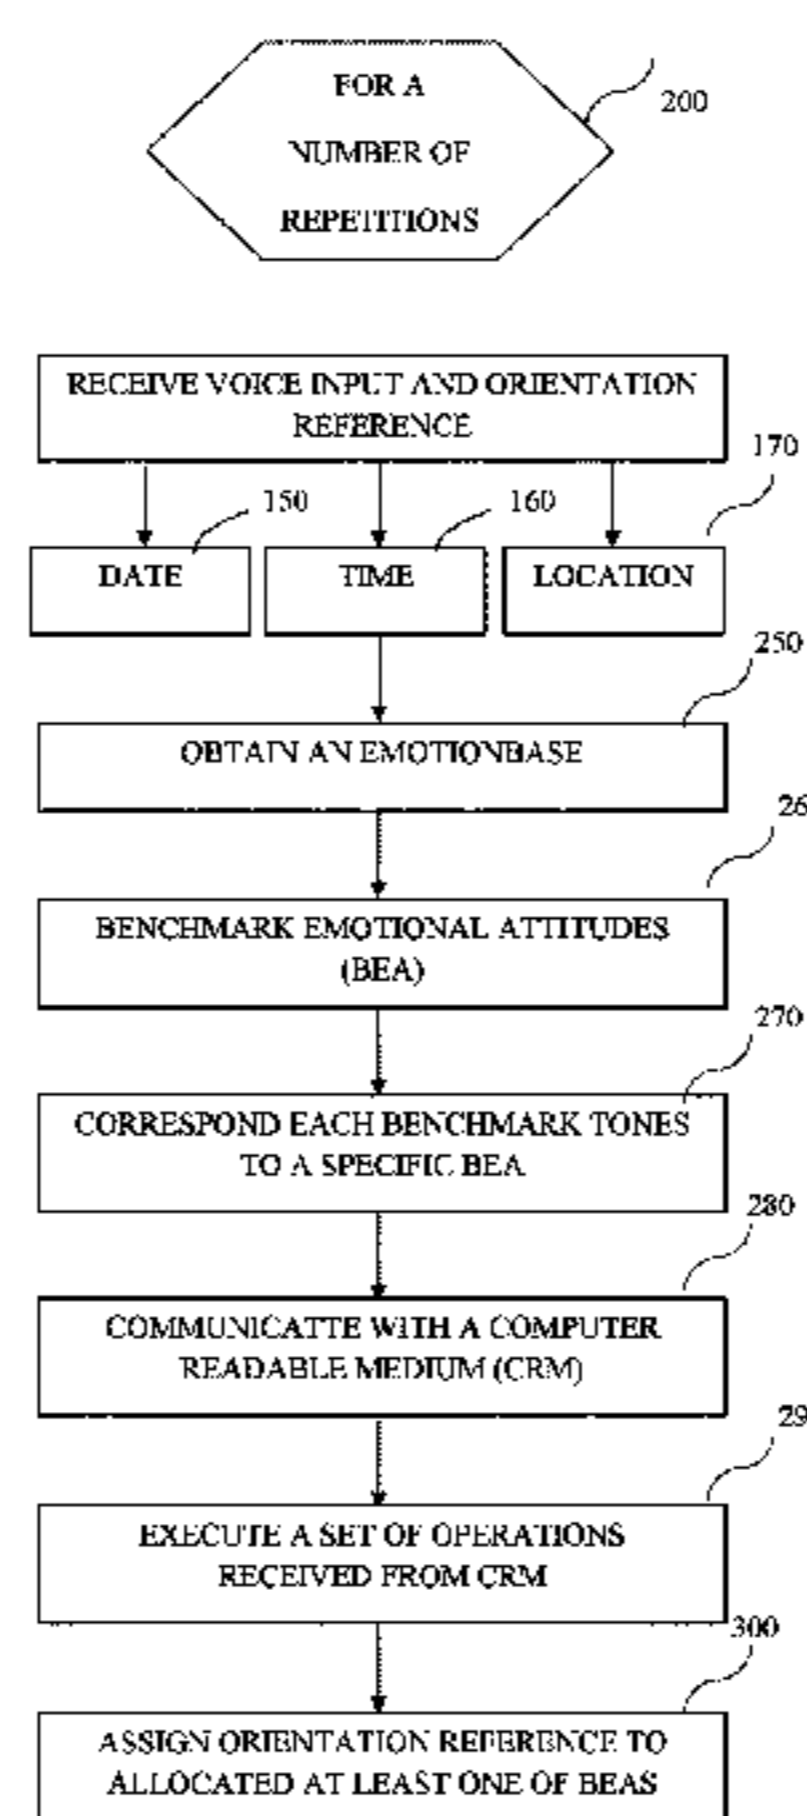 FOR A
200
NUMBER OF
REPETITIONS
RECEIVE VOICE INPUT AND ORIENTATION
REFERENCE
170
150
160
DATE
TIME
LOCATION
250
OBTAIN AN EMOTIONBASE
26
BENCHMARK EMOTIONAL ATTITUDES
(BEA)
270
CORRESPOND EACH BENCHMARK TONES
TO A SPECIFIC BEA
280
COMMUNICATTE WITH A COMPUTER
READABLE MEDIUM (CRM)
29
EXECUTE A SET OF OPERATIONS
RECEIVED FROM CRM
300
ASSIGN ORIENTATION REFERENCE TO
ALLOCATED AT LEAST ONE OF BEAS